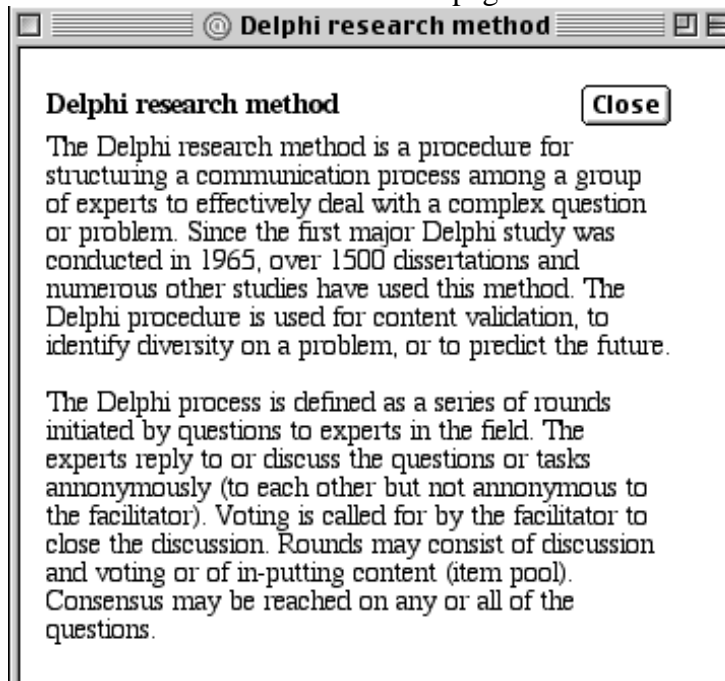 Delphi research method
Delphi research method
Close
The Delphi research method is a procedure for
structuring a communication process among a group
of experts to effectively deal with a complex question
or problem. Since the first major Delphi study was
conducted in 1965, over 1500 dissertations and
numerous other studies have used this method. The
Delphi procedure is used for content validation, to
identify diversity on a problem, or to predict the future.
The Delphi process is defined as a series of rounds
initiated by questions to experts in the field. The
experts reply to or discuss the questions or tasks
annonymously (to each other but not annonymous to
the facilitator). Voting is called for by the facilitator to
close the discussion. Rounds may consist of discussion
and voting or of in-putting content (item pool).
Consensus may be reached on any or all of the
questions.